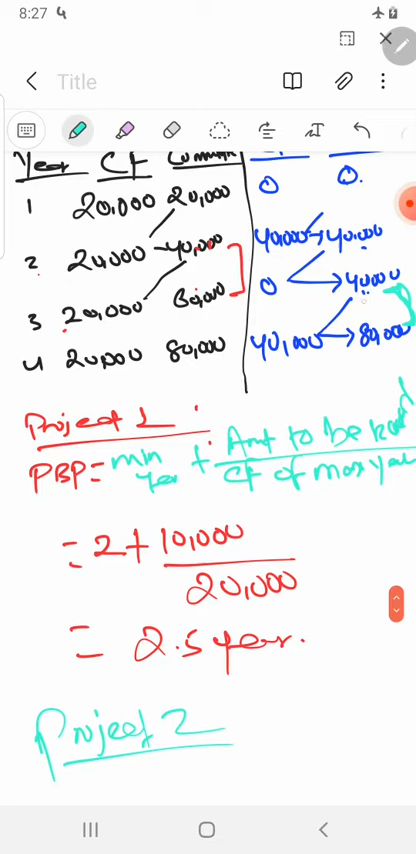 8:27
Title
Year CF
0 0.
1 20,000 20,000
40,000 → 40,000
2. 20,000 40,000
0 → 40,000
3 20,000 60,000
40,000 → 80,000
4 20,000 80,000
Project 1
PBP = min year + Amt to be
CF of max year
= 2 + 10,000
20,000
= 2.5 year.
Project 2